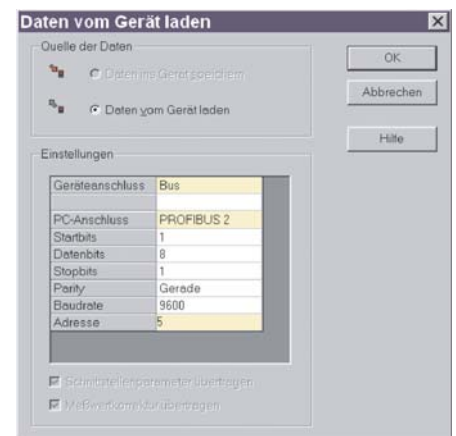 Daten vom Gerät laden
Quelle der Daten
Daten ins Gerät speichern
Daten vom Gerät laden
OK
Abbrechen
Hilfe
Einstellungen
Geräteanschluss Bus
PC-Anschluss PROFIBUS 2
Startbits 1
Datenbits 8
Stopbits 1
Parity Gerade
Baudrate 9600
Adresse 5
Schnittstellenparameter übertragen
Meßwertkorrektur übertragen